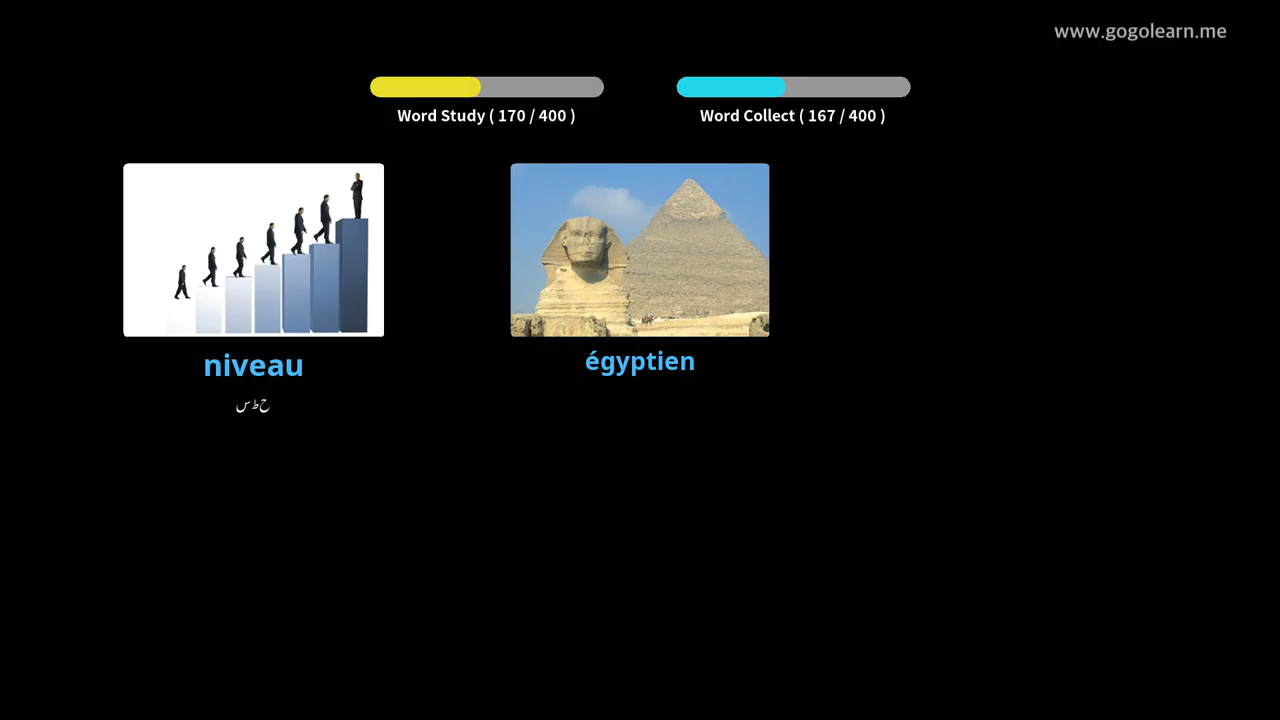 www.gogolearn.me
Word Study ( 170 / 400 )
Word Collect ( 167 / 400 )
niveau
ح ط س
égyptien